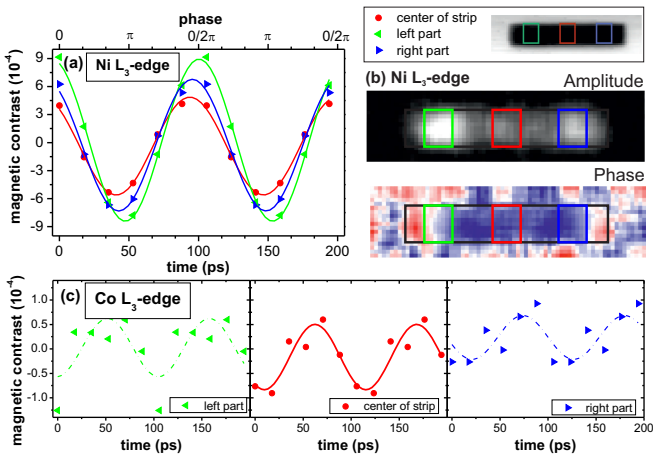 phase
0 π 0/2π π 0/2π
(a) Ni L3-edge
center of strip
left part
right part
magnetic contrast (10⁻⁴)
9
6
3
0
-3
-6
-9
0 50 100 150 200
time (ps)
(b) Ni L3-edge
Amplitude
Phase
(c) Co L3-edge
magnetic contrast (10⁻⁴)
1.0
0.5
0.0
-0.5
-1.0
left part
center of strip
right part
0 50 100 150
0 50 100 150
0 50 100 150 200
time (ps)
time (ps)
time (ps)